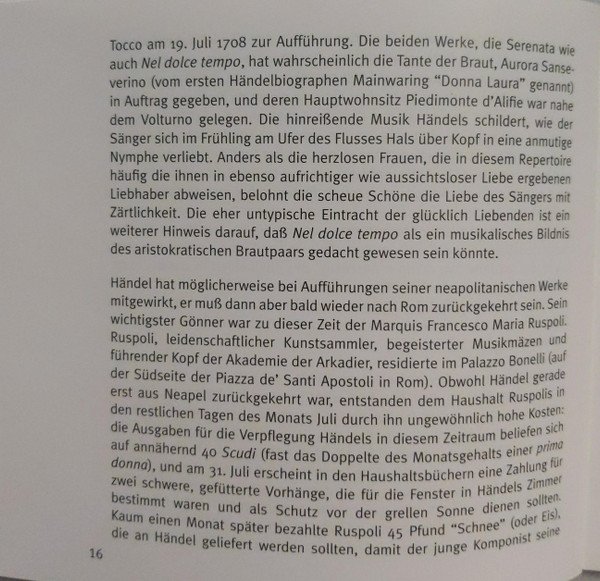 Tocco am 19. Juli 1708 zur Aufführung. Die beiden Werke, die Serenata wie
auch Nel dolce tempo, hat wahrscheinlich die Tante der Braut, Aurora Sanse-
verino (vom ersten Händelbiographen Mainwaring "Donna Laura" genannt)
in Auftrag gegeben, und deren Hauptwohnsitz Piedimonte d'Alifie war nahe
dem Volturno gelegen. Die hinreißende Musik Händels schildert, wie der
Sänger sich im Frühling am Ufer des Flusses Hals über Kopf in eine anmutige
Nymphe verliebt. Anders als die herzlosen Frauen, die in diesem Repertoire
häufig die ihnen in ebenso aufrichtiger wie aussichtsloser Liebe ergebenen
Liebhaber abweisen, belohnt die scheue Schöne die Liebe des Sängers mit
Zärtlichkeit. Die eher untypische Eintracht der glücklich Liebenden ist ein
weiterer Hinweis darauf, daß Nel dolce tempo als ein musikalisches Bildnis
des aristokratischen Brautpaars gedacht gewesen sein könnte.
Händel hat möglicherweise bei Aufführungen seiner neapolitanischen Werke
mitgewirkt, er muß dann aber bald wieder nach Rom zurückgekehrt sein. Sein
wichtigster Gönner war zu dieser Zeit der Marquis Francesco Maria Ruspoli.
Ruspoli, leidenschaftlicher Kunstsammler, begeisterter Musikmäzen und
führender Kopf der Akademie der Arkadier, residierte im Palazzo Bonelli (auf
der Südseite der Piazza de' Santi Apostoli in Rom). Obwohl Händel gerade
erst aus Neapel zurückgekehrt war, entstanden dem Haushalt Ruspolis in
den restlichen Tagen des Monats Juli durch ihn ungewöhnlich hohe Kosten:
die Ausgaben für die Verpflegung Händels in diesem Zeitraum beliefen sich
auf annähernd 40 Scudi (fast das Doppelte des Monatsgehalts einer prima
donna), und am 31. Juli erscheint in den Haushaltsbüchern eine Zahlung für
zwei schwere, gefütterte Vorhänge, die für die Fenster in Händels Zimmer
bestimmt waren und als Schutz vor der grellen Sonne dienen sollten.
Kaum einen Monat später bezahlte Ruspoli 45 Pfund "Schnee" (oder Eis),
die an Händel geliefert werden sollten, damit der junge Komponist seine
16